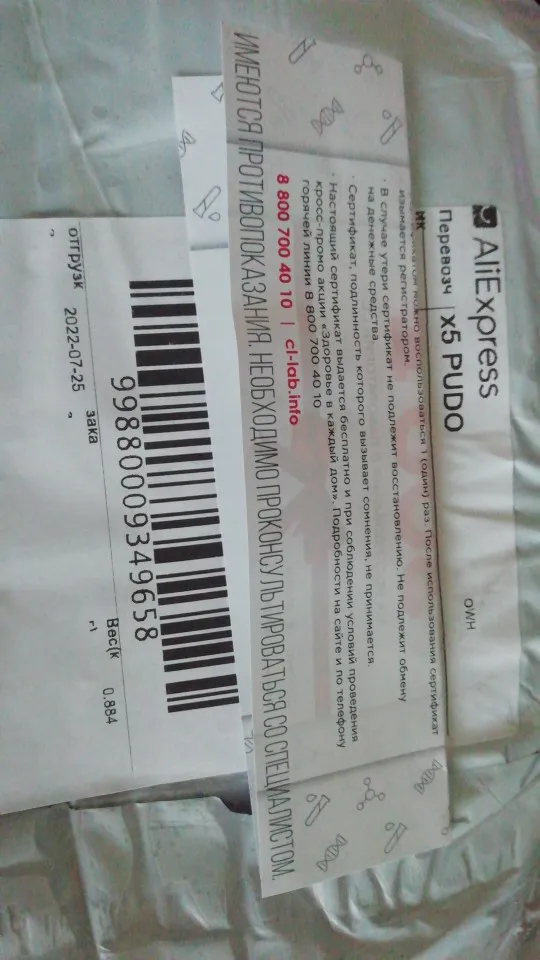 AliExpress
Перевозч x5 PUDO
ИК
OWH
можно воспользоваться 1 (один) раз. После использования сертификат
изымается регистратором.
· В случае утери сертификат не подлежит восстановлению. Не подлежит обмену
на денежные средства.
· Сертификат, подлинность которого вызывает сомнения, не принимается.
· Настоящий сертификат выдается бесплатно и при соблюдении условий проведения
кросс-промо акции «Здоровье в каждый дом». Подробности на сайте и по телефону
горячей линии 8 800 700 40 10
8 800 700 40 10 | cl-lab.info
ИМЕЮТСЯ ПРОТИВОПОКАЗАНИЯ. НЕОБХОДИМО ПРОКОНСУЛЬТИРОВАТЬСЯ СО СПЕЦИАЛИСТОМ.
99880009349658
зака Вес(к 0.884
отгрузк 2022-07-25